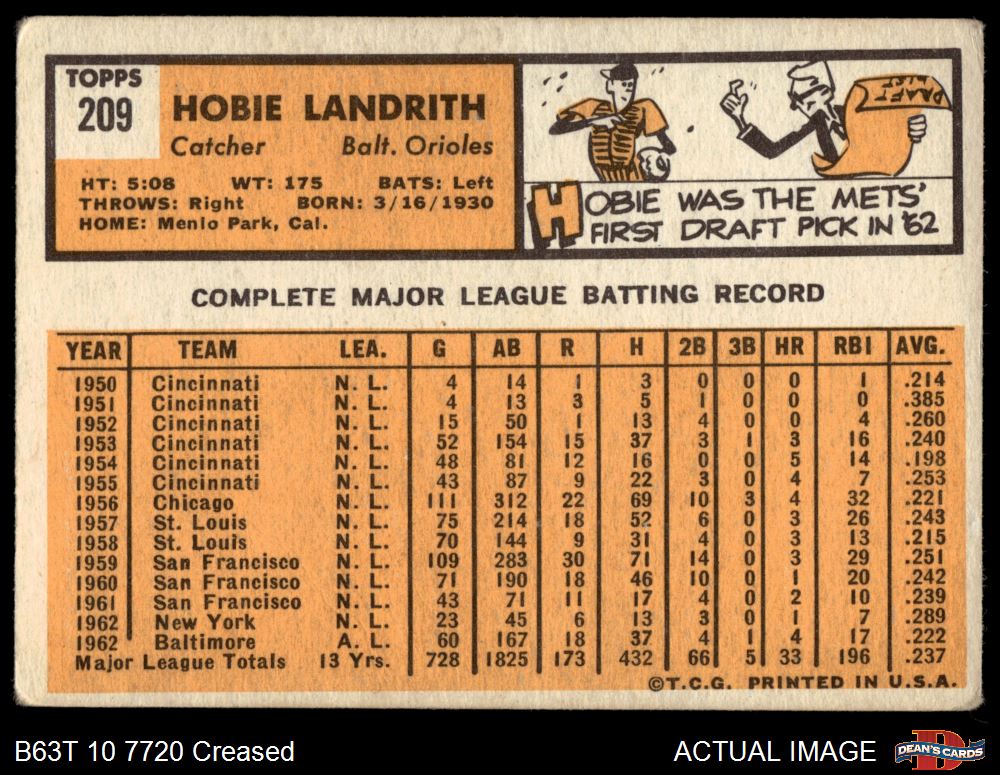 TOPPS
209
HOBIE LANDRITH
Catcher Balt. Orioles
HT: 5:08 WT: 175 BATS: Left
THROWS: Right BORN: 3/16/1930
HOME: Menlo Park, Cal.
DRAFT
LIST
HOBIE WAS THE METS'
FIRST DRAFT PICK IN '62
COMPLETE MAJOR LEAGUE BATTING RECORD
YEAR TEAM LEA. G AB R H 2B 3B HR RBI AVG.
1950 Cincinnati N. L. 4 14 1 3 0 0 0 1 .214
1951 Cincinnati N. L. 4 13 3 5 1 0 0 0 .385
1952 Cincinnati N. L. 15 50 1 13 4 0 0 4 .260
1953 Cincinnati N. L. 52 154 15 37 3 1 3 16 .240
1954 Cincinnati N. L. 48 81 12 16 0 0 5 14 .198
1955 Cincinnati N. L. 43 87 9 22 3 0 4 7 .253
1956 Chicago N. L. 111 312 22 69 10 3 4 32 .221
1957 St. Louis N. L. 75 214 18 52 6 0 3 26 .243
1958 St. Louis N. L. 70 144 9 31 4 0 3 13 .215
1959 San Francisco N. L. 109 283 30 71 14 0 3 29 .251
1960 San Francisco N. L. 71 190 18 46 10 0 1 20 .242
1961 San Francisco N. L. 43 71 11 17 4 0 2 10 .239
1962 New York N. L. 23 45 6 13 3 0 1 7 .289
1962 Baltimore A. L. 60 167 18 37 4 1 4 17 .222
Major League Totals 13 Yrs. 728 1825 173 432 66 5 33 196 .237
©T.C.G. PRINTED IN U.S.A.
B63T 10 7720 Creased ACTUAL IMAGE
DEAN'S CARDS